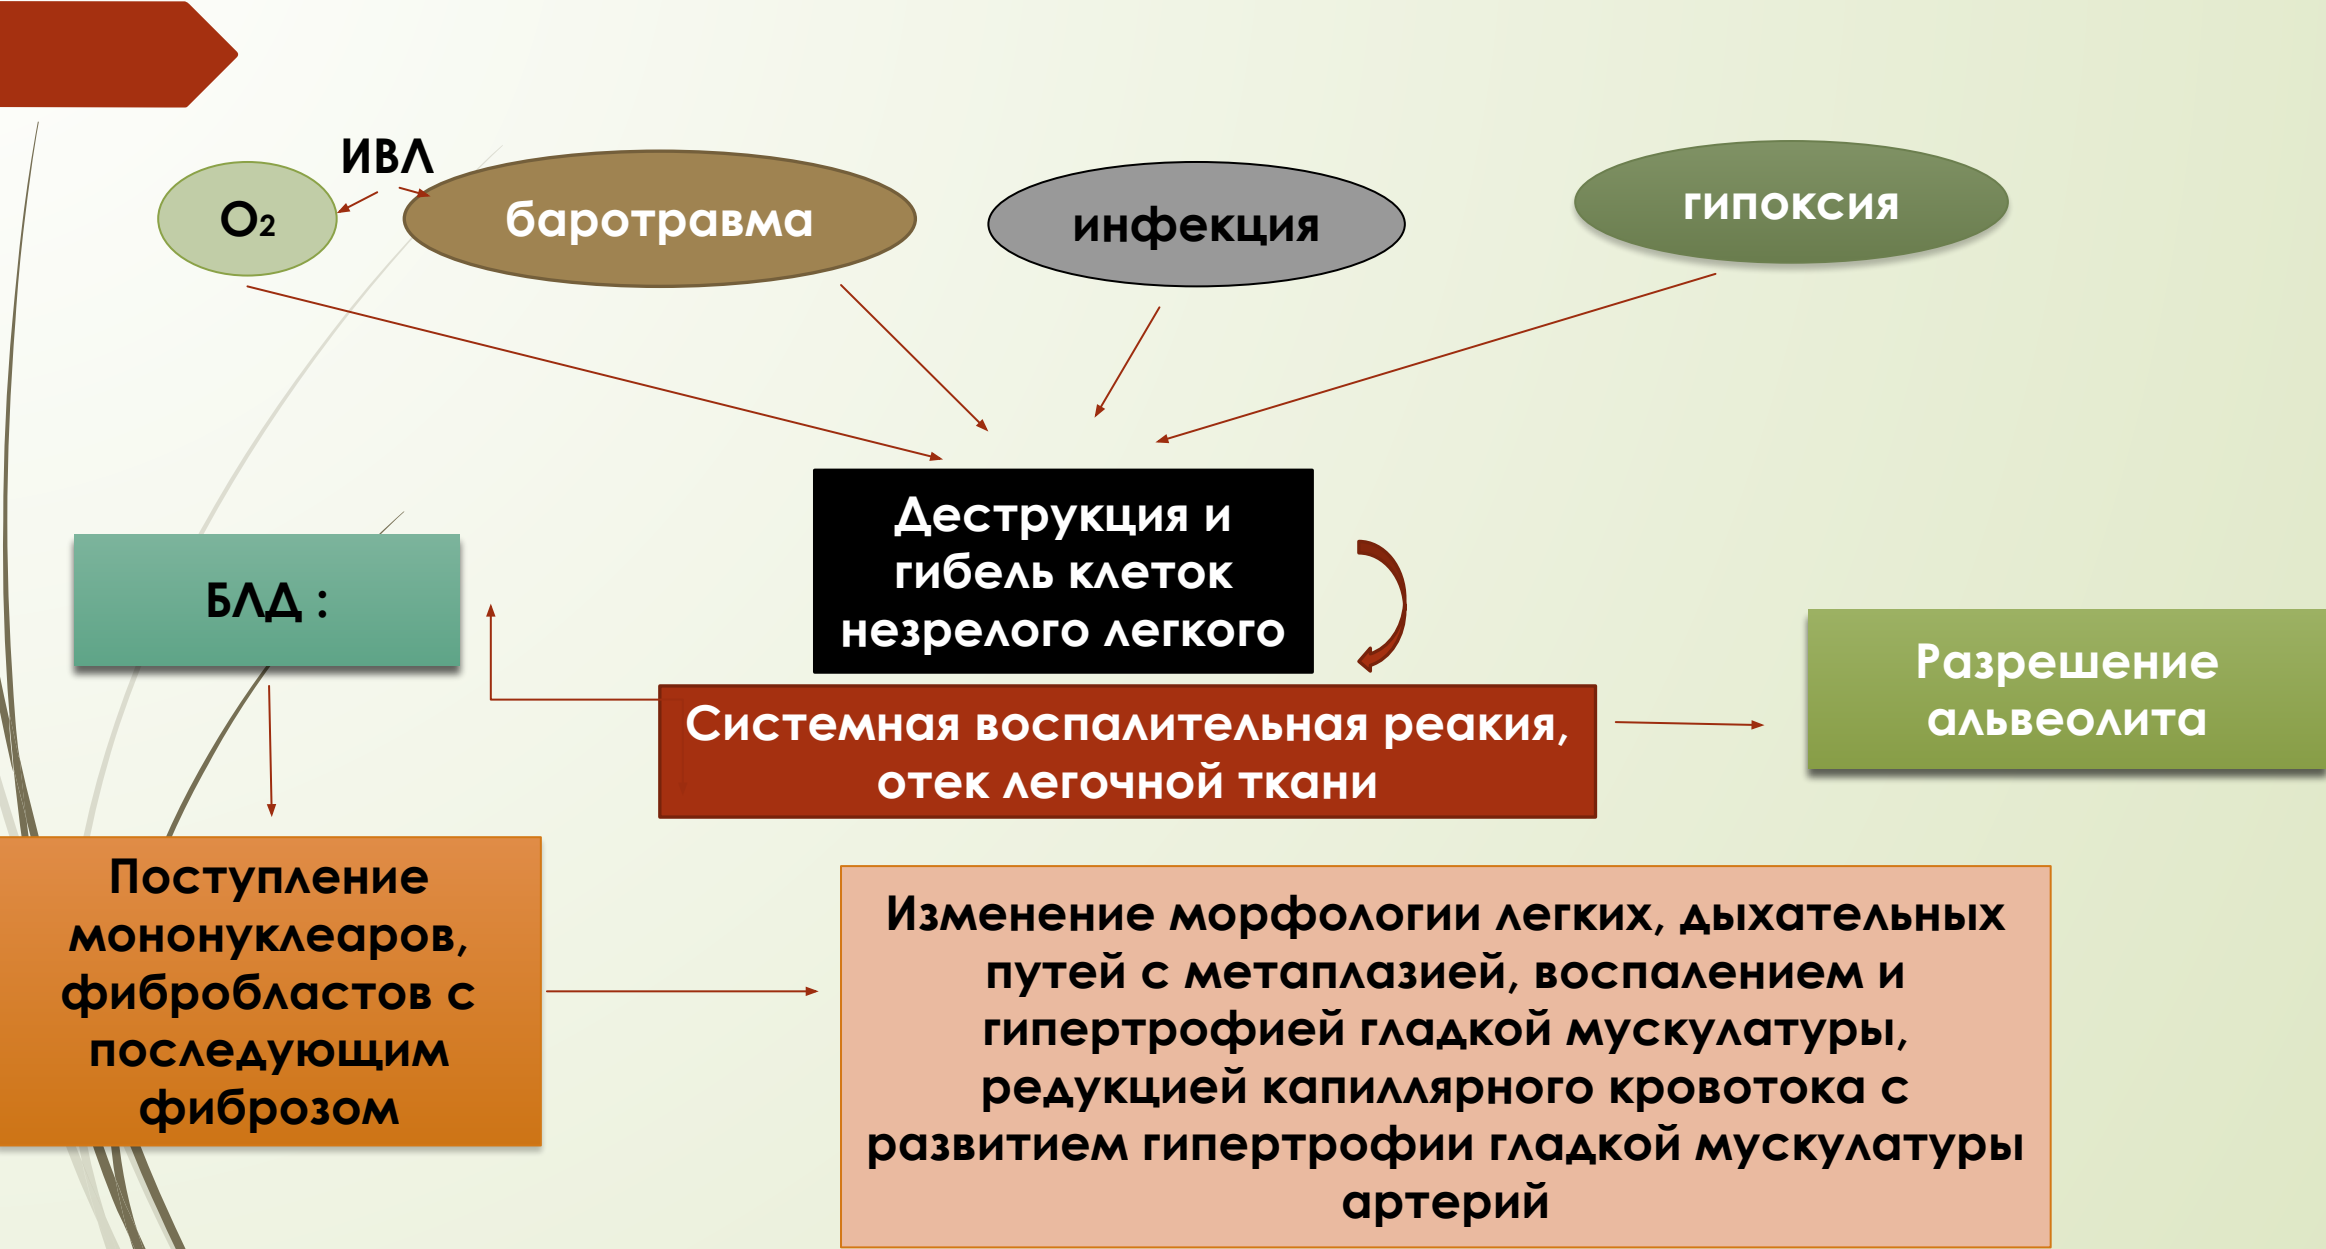 ИВЛ
O₂
баротравма
инфекция
гипоксия
Деструкция и
гибель клеток
незрелого легкого
БЛД :
Системная воспалительная реакия,
отек легочной ткани
Разрешение
альвеолита
Поступление
мононуклеаров,
фибробластов с
последующим
фиброзом
Изменение морфологии легких, дыхательных
путей с метаплазией, воспалением и
гипертрофией гладкой мускулатуры,
редукцией капиллярного кровотока с
развитием гипертрофии гладкой мускулатуры
артерий